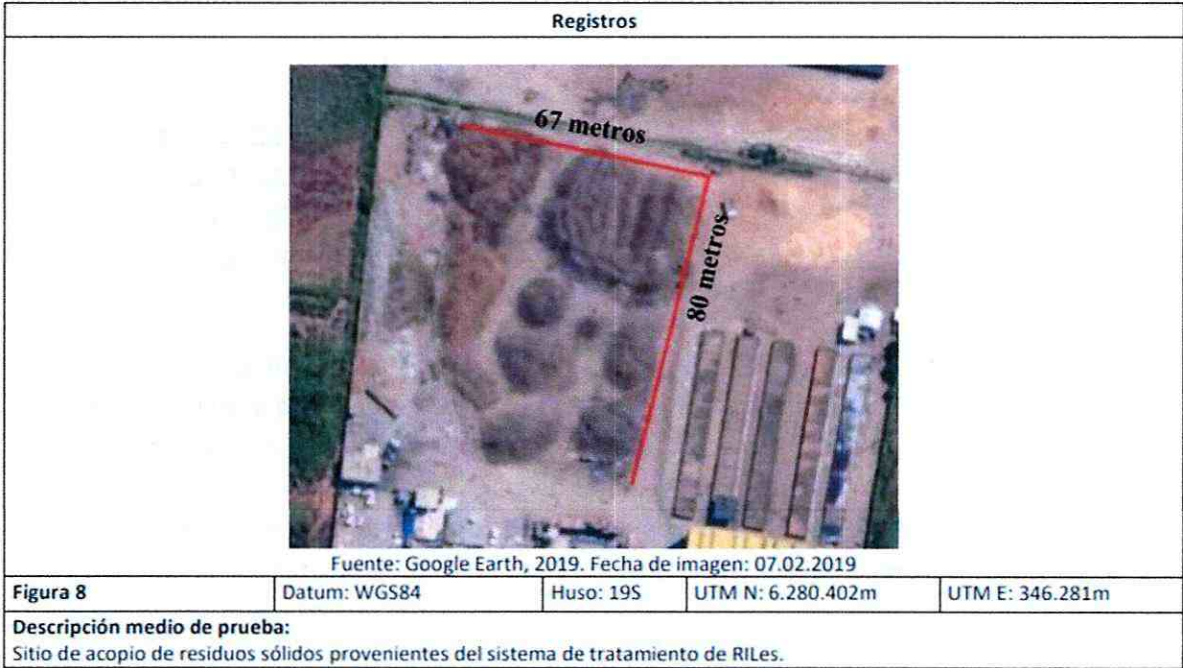 Registros
67 metros
80 metros
Fuente: Google Earth, 2019. Fecha de imagen: 07.02.2019
Figura 8
Datum: WGS84
Huso: 19S
UTM N: 6.280.402m
UTM E: 346.281m
Descripción medio de prueba:
Sitio de acopio de residuos sólidos provenientes del sistema de tratamiento de RILes.